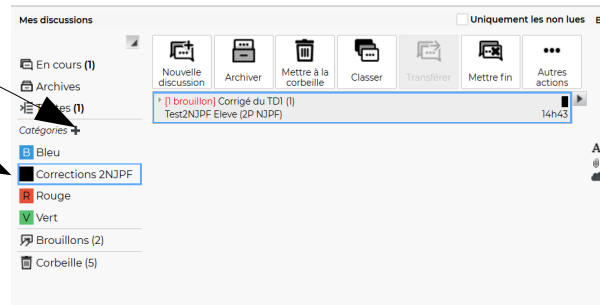 Mes discussions
Uniquement les non lues
En cours (1)
Archives
(1)
Catégories
B Bleu
Corrections 2NJPF
R Rouge
V Vert
Brouillons (2)
Corbeille (5)
Nouvelle
discussion
Archiver
Mettre à la
corbeille
Classer
Transférer
Mettre fin
Autres
actions
[1 brouillon] Corrigé du TD1 (1)
Test2NJPF Eleve (2P NJPF)
14h43